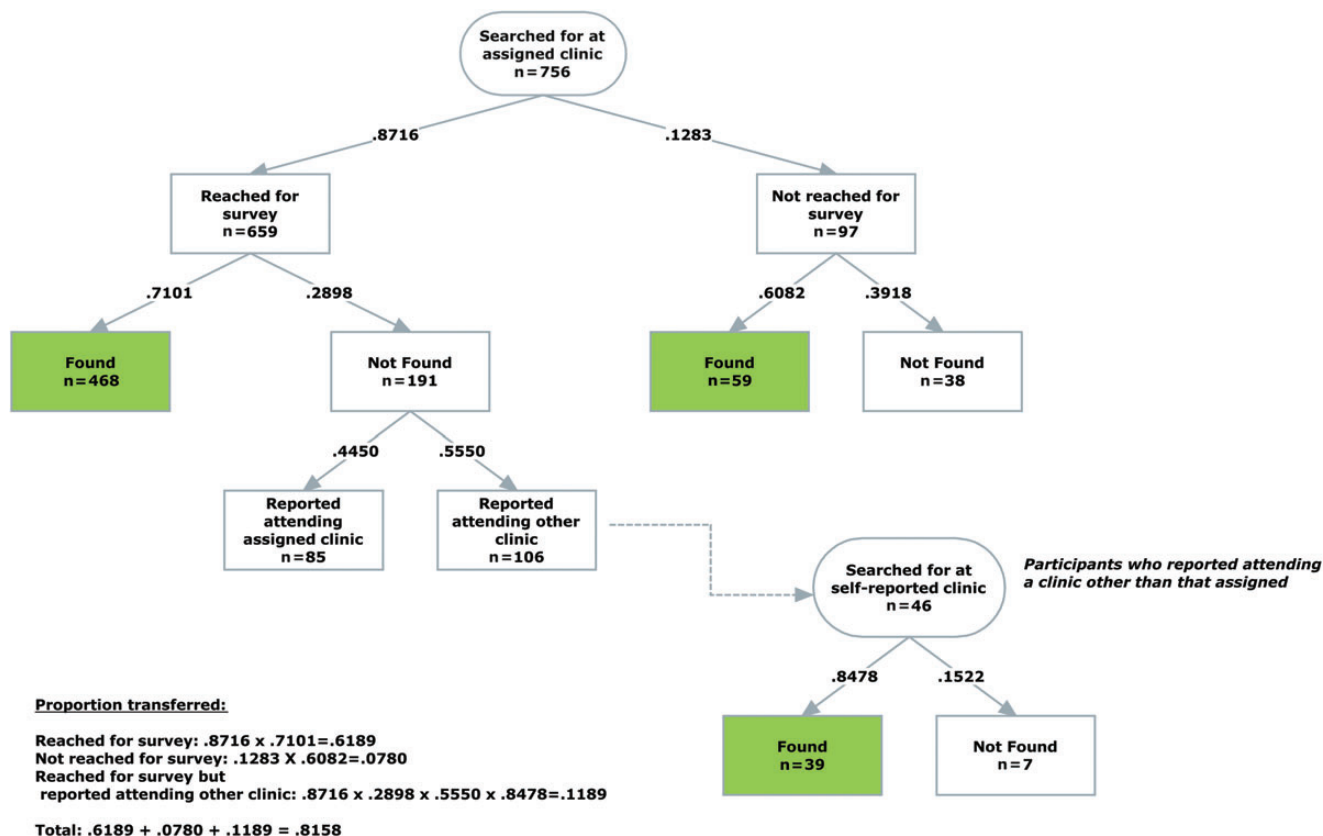 Searched for at
assigned clinic
n=756
.8716
.1283
Reached for
survey
n=659
Not reached for
survey
n=97
.7101
.2898
.6082
.3918
Found
n=468
Not Found
n=191
Found
n=59
Not Found
n=38
.4450
.5550
Reported
attending
assigned clinic
n=85
Reported
attending other
clinic
n=106
Searched for at
self-reported clinic
n=46
Participants who reported attending
a clinic other than that assigned
.8478
.1522
Found
n=39
Not Found
n=7
Proportion transferred:
Reached for survey: .8716 x .7101=.6189
Not reached for survey: .1283 X .6082=.0780
Reached for survey but
reported attending other clinic: .8716 x .2898 x .5550 x .8478=.1189
Total: .6189 + .0780 + .1189 = .8158